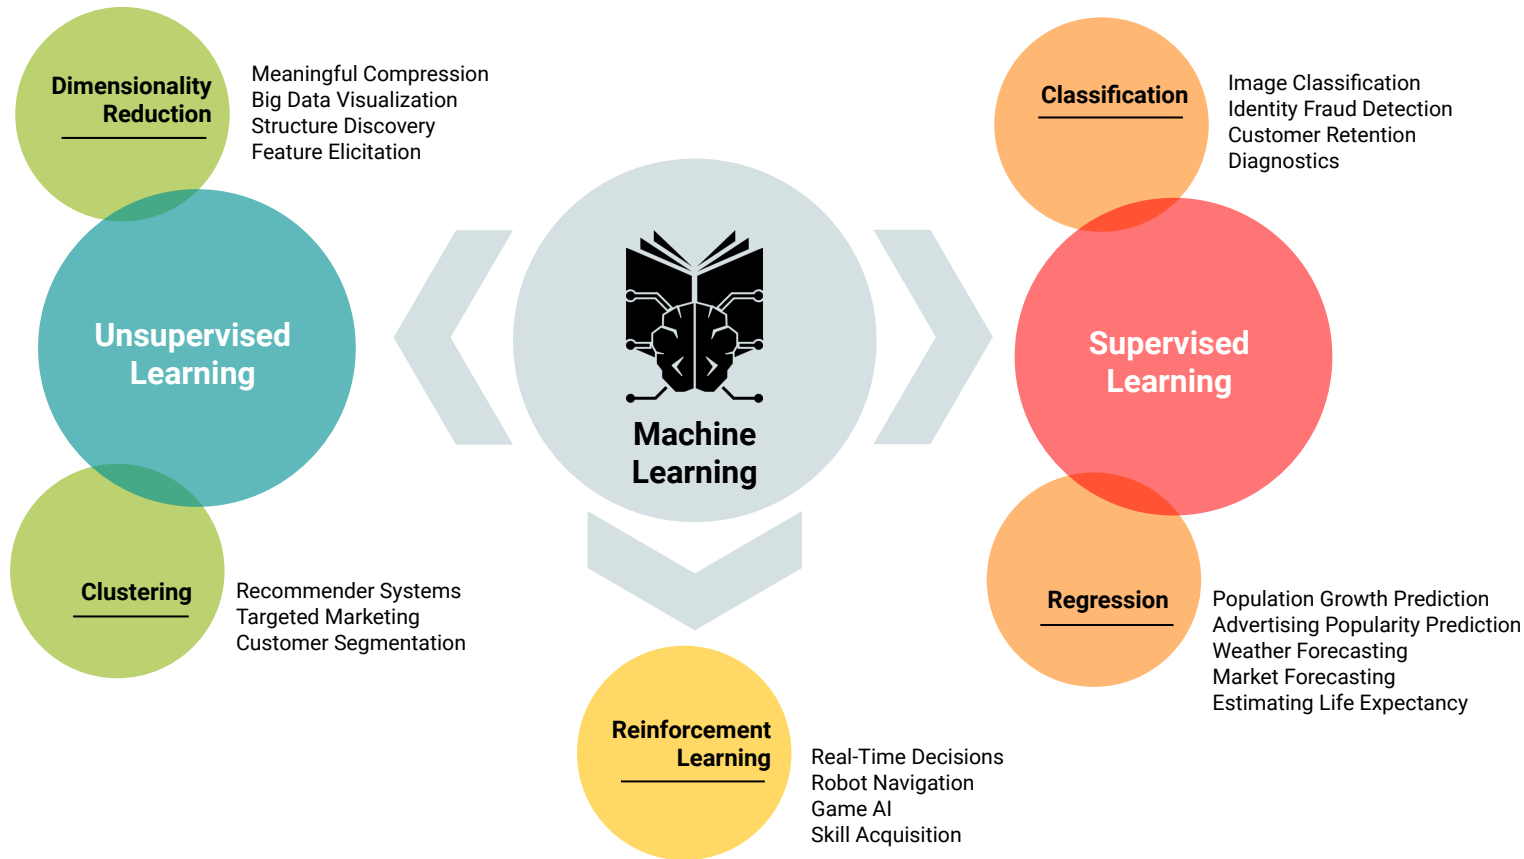 Dimensionality
Reduction
Meaningful Compression
Big Data Visualization
Structure Discovery
Feature Elicitation
Unsupervised
Learning
Clustering
Recommender Systems
Targeted Marketing
Customer Segmentation
Machine
Learning
Reinforcement
Learning
Real-Time Decisions
Robot Navigation
Game AI
Skill Acquisition
Classification
Image Classification
Identity Fraud Detection
Customer Retention
Diagnostics
Supervised
Learning
Regression
Population Growth Prediction
Advertising Popularity Prediction
Weather Forecasting
Market Forecasting
Estimating Life Expectancy